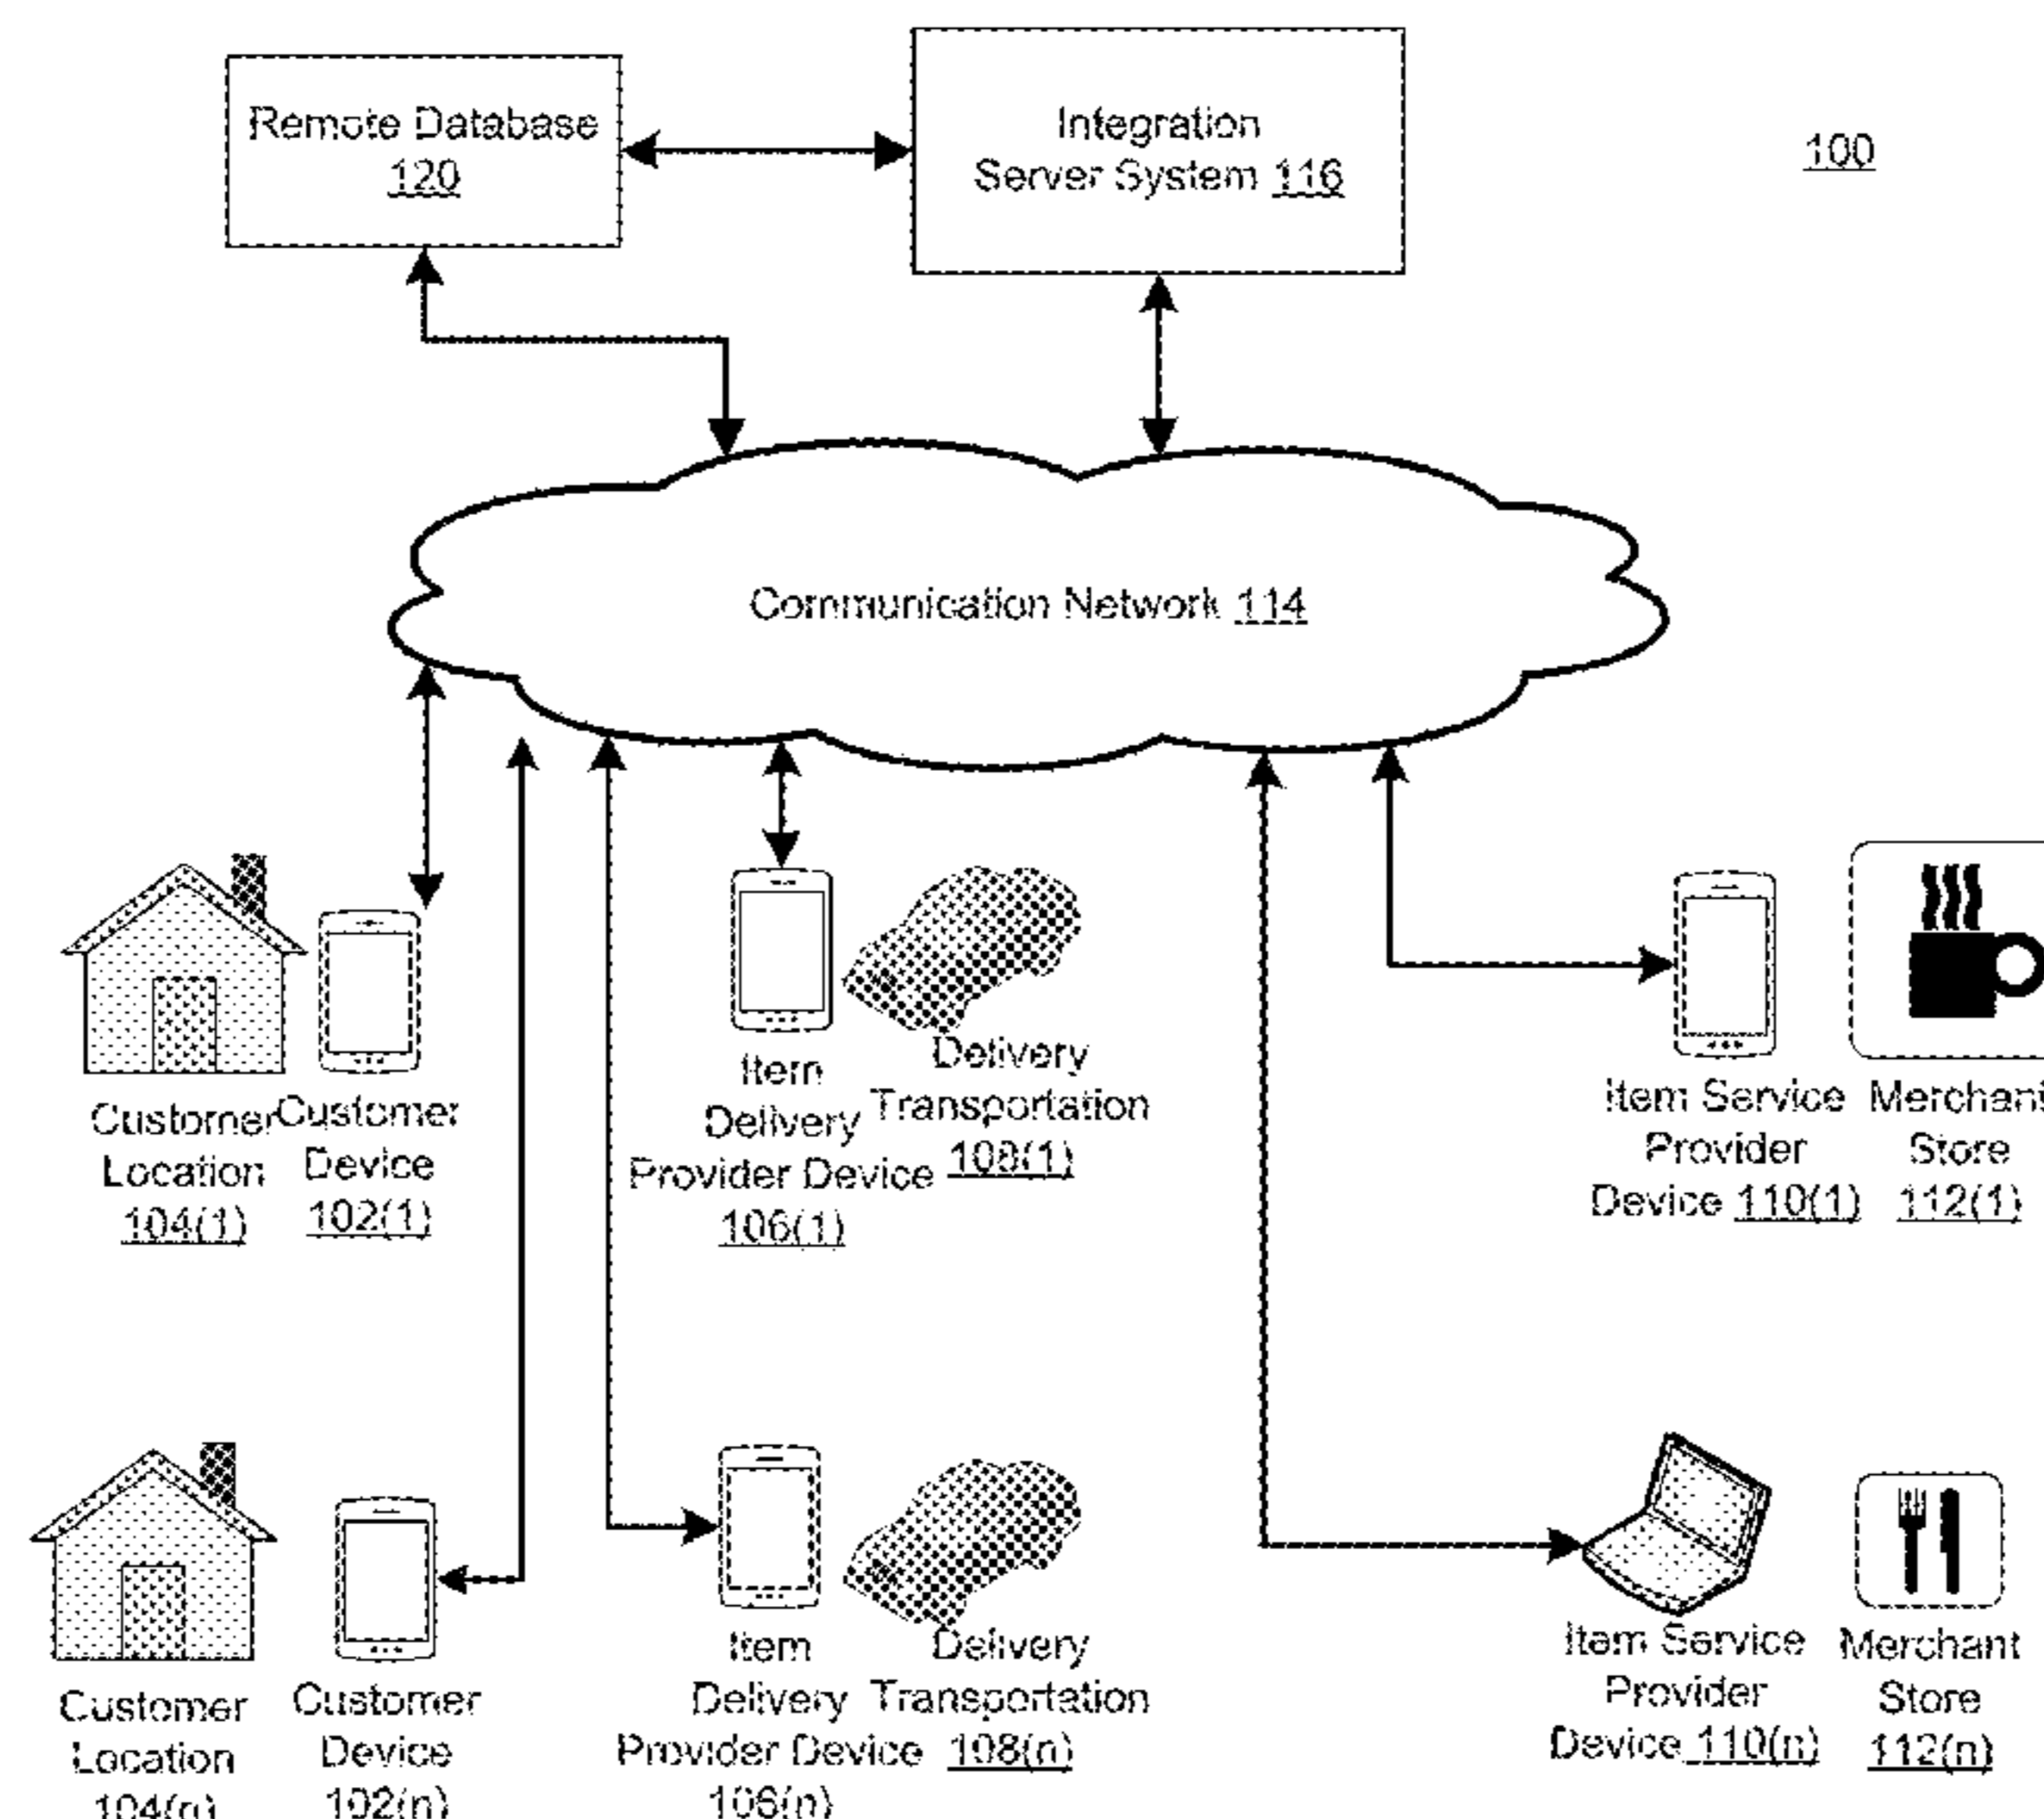 Remote Database
120
Integration
Server System 116
100
Communication Network 114
Customer
Location
104(1)
Customer
Device
102(1)
Item
Delivery
Provider Device
106(1)
Delivery
Transportation
108(1)
Item Service
Provider
Device 110(1)
Merchant
Store
112(1)
Customer
Location
104(n)
Customer
Device
102(n)
Item
Delivery
Provider Device
106(n)
Delivery
Transportation
108(n)
Item Service
Provider
Device 110(n)
Merchant
Store
112(n)